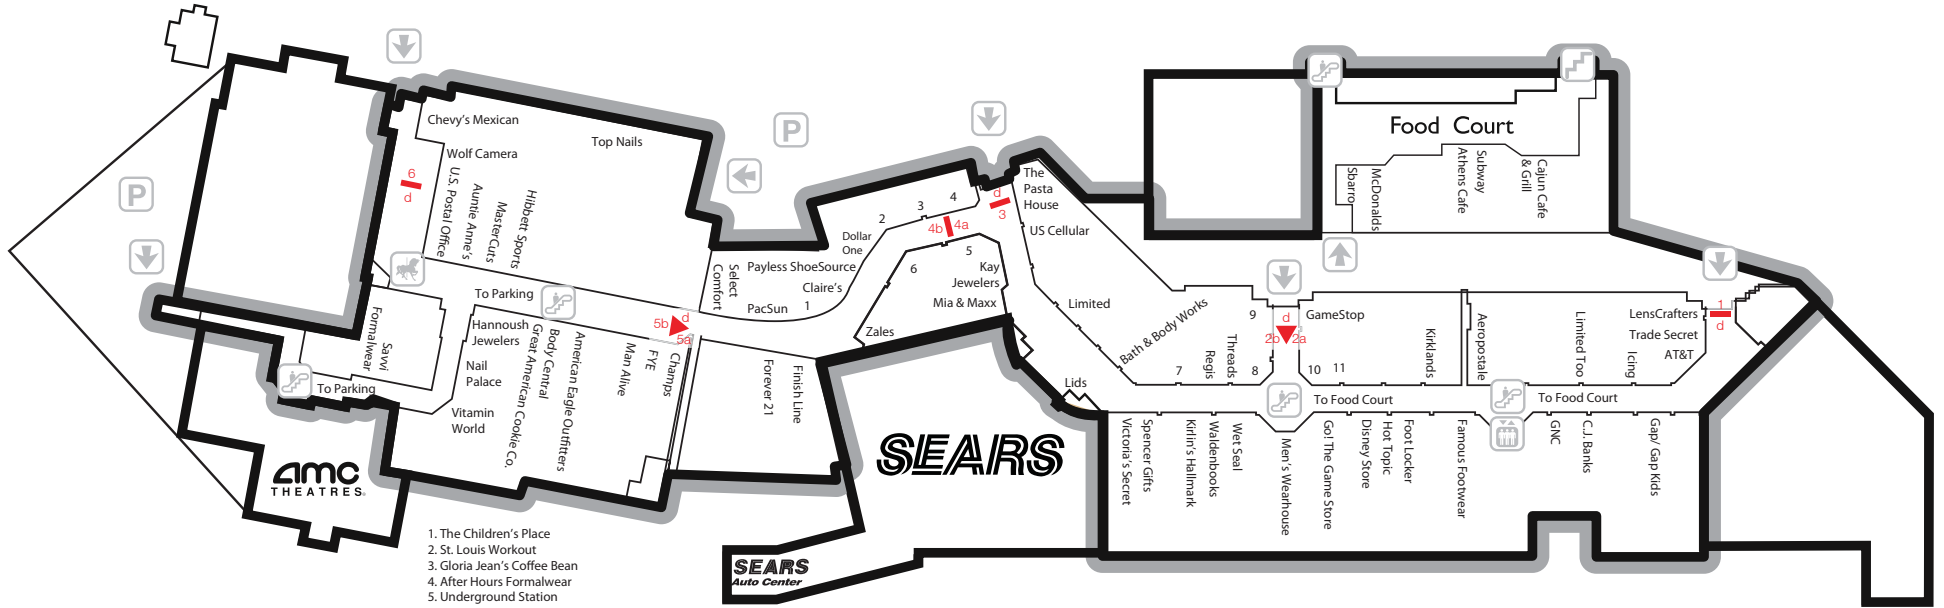 Chevy's Mexican
Wolf Camera
Top Nails
U.S. Postal Office
Auntie Anne's
MasterCuts
Hibbett Sports
6
d
P
P
To Parking
Formalwear
Savvi
To Parking
Hannoush
Jewelers
Nail
Palace
Vitamin
World
Great American Cookie Co.
Body Central
American Eagle Outfitters
Man Alive
FYE
Champs
5b
d
5a
Select
Comfort
Payless ShoeSource
Claire's
PacSun
1
Dollar
One
2
3
4
4b
4a
d
3
5
6
Kay
Jewelers
Mia & Maxx
Zales
Forever 21
Finish Line
The
Pasta
House
US Cellular
Limited
Lids
Bath & Body Works
7
Regis
Threads
8
9
d
2b
2a
GameStop
10
11
Kirklands
Aeropostale
Limited Too
Icing
LensCrafters
Trade Secret
AT&T
1
d
To Food Court
To Food Court
Food Court
Sbarro
McDonalds
Athens Cafe
Subway
Cajun Cafe
& Grill
Victoria's Secret
Spencer Gifts
Kirlin's Hallmark
Waldenbooks
Wet Seal
Men's Wearhouse
Go! The Game Store
Disney Store
Hot Topic
Foot Locker
Famous Footwear
GNC
C.J. Banks
Gap/ Gap Kids
amc
THEATRES
SEARS
SEARS
Auto Center
1. The Children's Place
2. St. Louis Workout
3. Gloria Jean's Coffee Bean
4. After Hours Formalwear
5. Underground Station